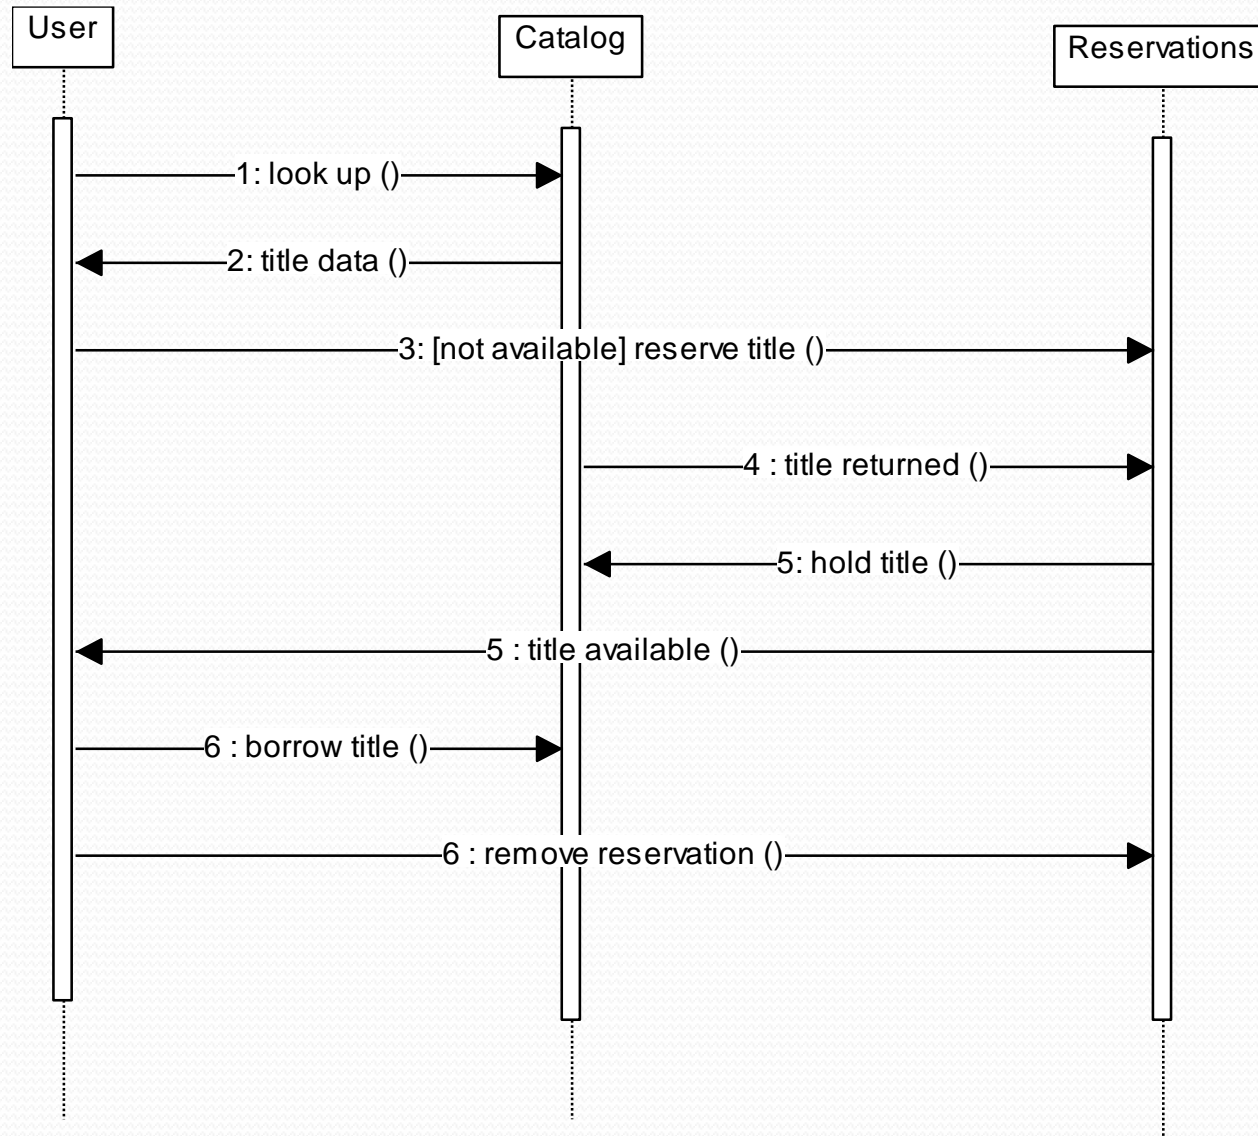 User
Catalog
Reservations
1: look up ()
2: title data ()
3: [not available] reserve title ()
4 : title returned ()
5: hold title ()
5 : title available ()
6 : borrow title ()
6 : remove reservation ()